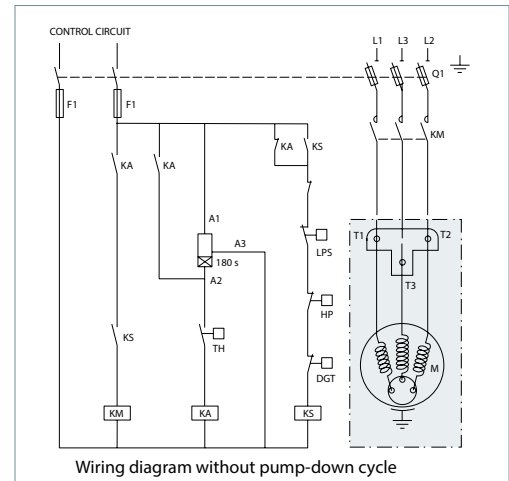 CONTROL CIRCUIT
L1 L3 L2
Q1
F1 F1
KA KA KA KS KM
A1
A3
180 s
A2
LPS
T1 T2
T3
HP
KS TH
DGT M
KM KA KS
Wiring diagram without pump-down cycle